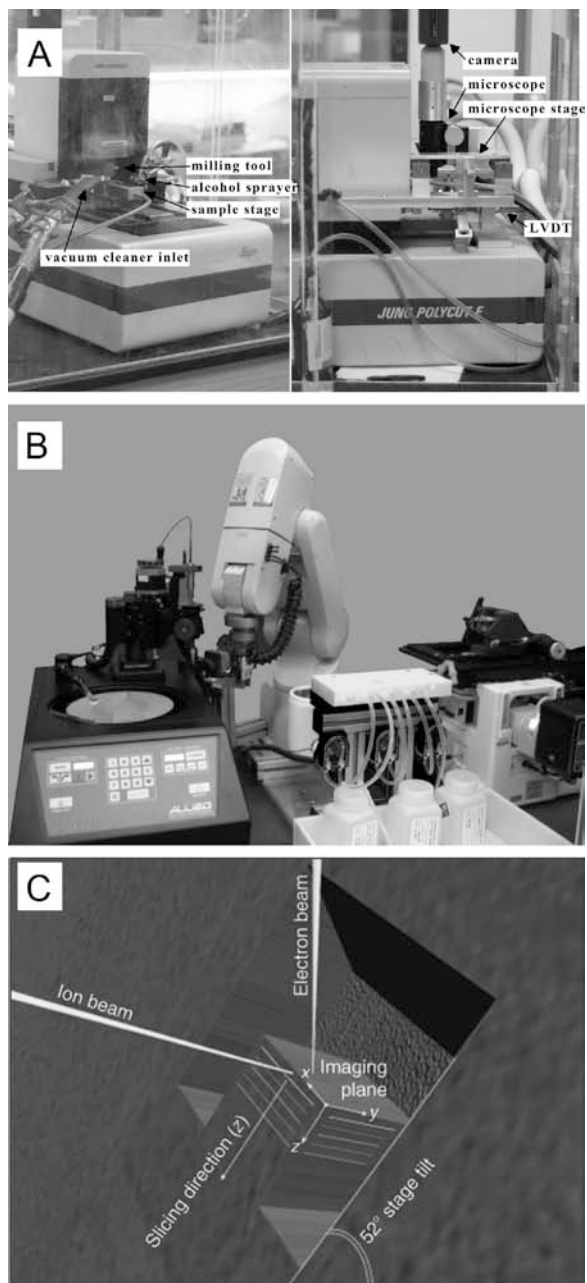 A
camera
microscope
microscope stage
milling tool
alcohol sprayer
sample stage
vacuum cleaner inlet
LVDT
JUNG POLYCUT E
B
ALLIED
C
Electron beam
Ion beam
Imaging
plane
x
y
z
Slicing direction (z)
52° stage tilt